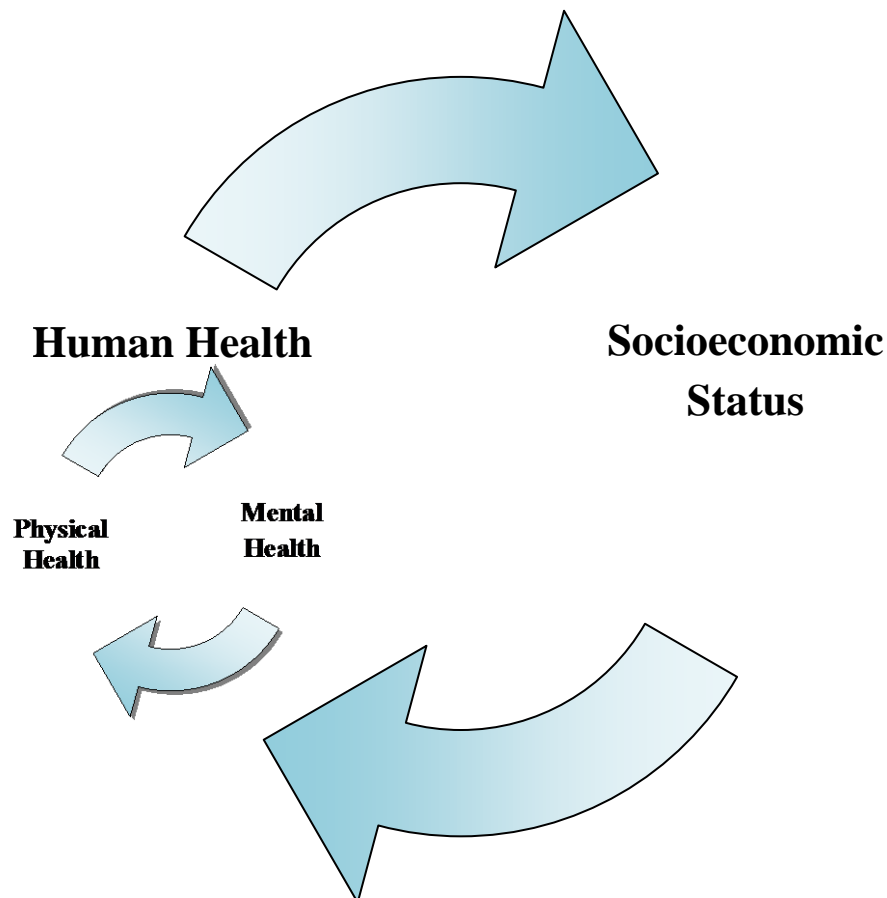 Human Health
Socioeconomic
Status
Physical
Health
Mental
Health